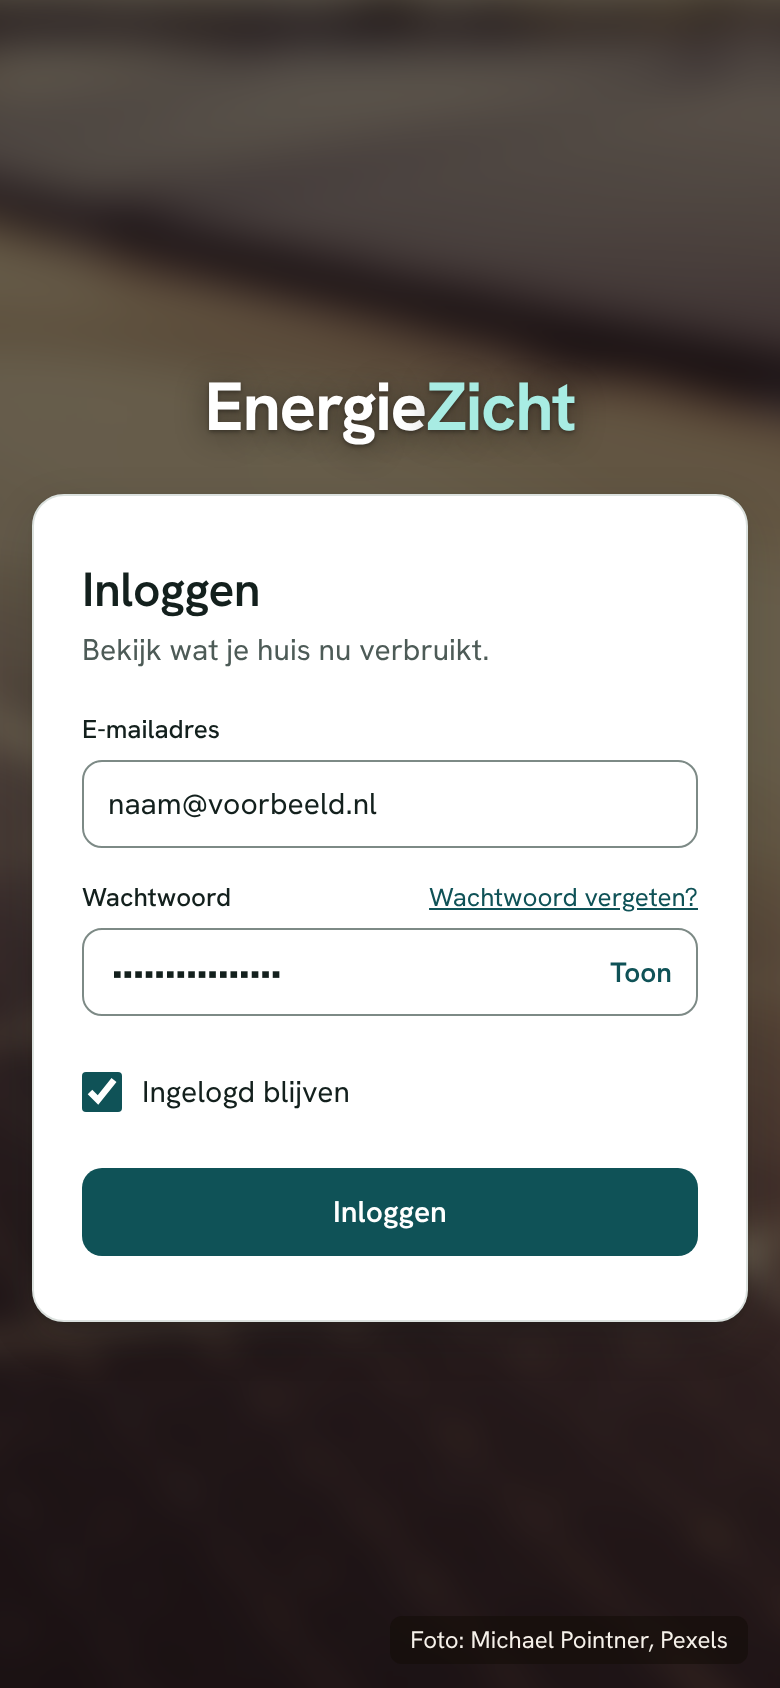 EnergieZicht
Inloggen
Bekijk wat je huis nu verbruikt.
E-mailadres
naam@voorbeeld.nl
Wachtwoord Wachtwoord vergeten?
Toon
Ingelogd blijven
Inloggen
Foto: Michael Pointner, Pexels